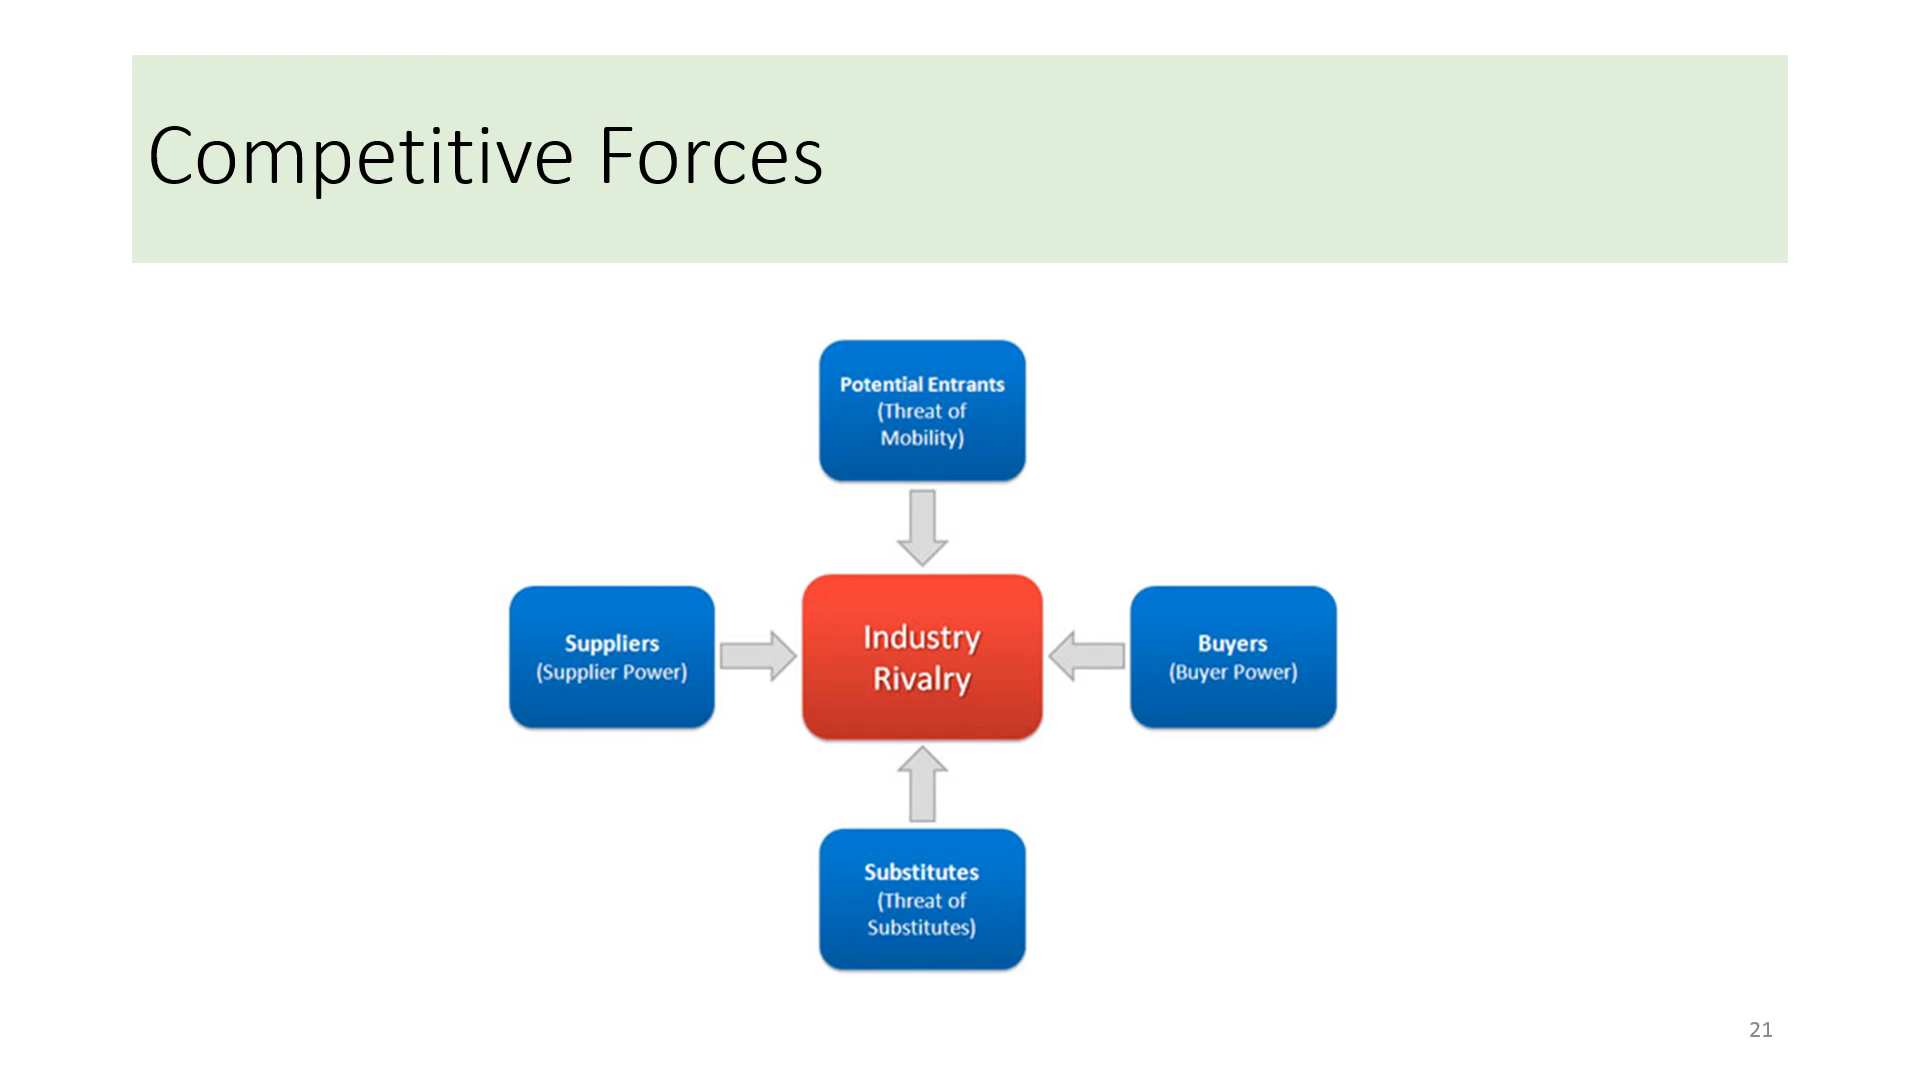 Competitive Forces
Potential Entrants
(Threat of
Mobility)
Suppliers
(Supplier Power)
Industry
Rivalry
Buyers
(Buyer Power)
Substitutes
(Threat of
Substitutes)
21